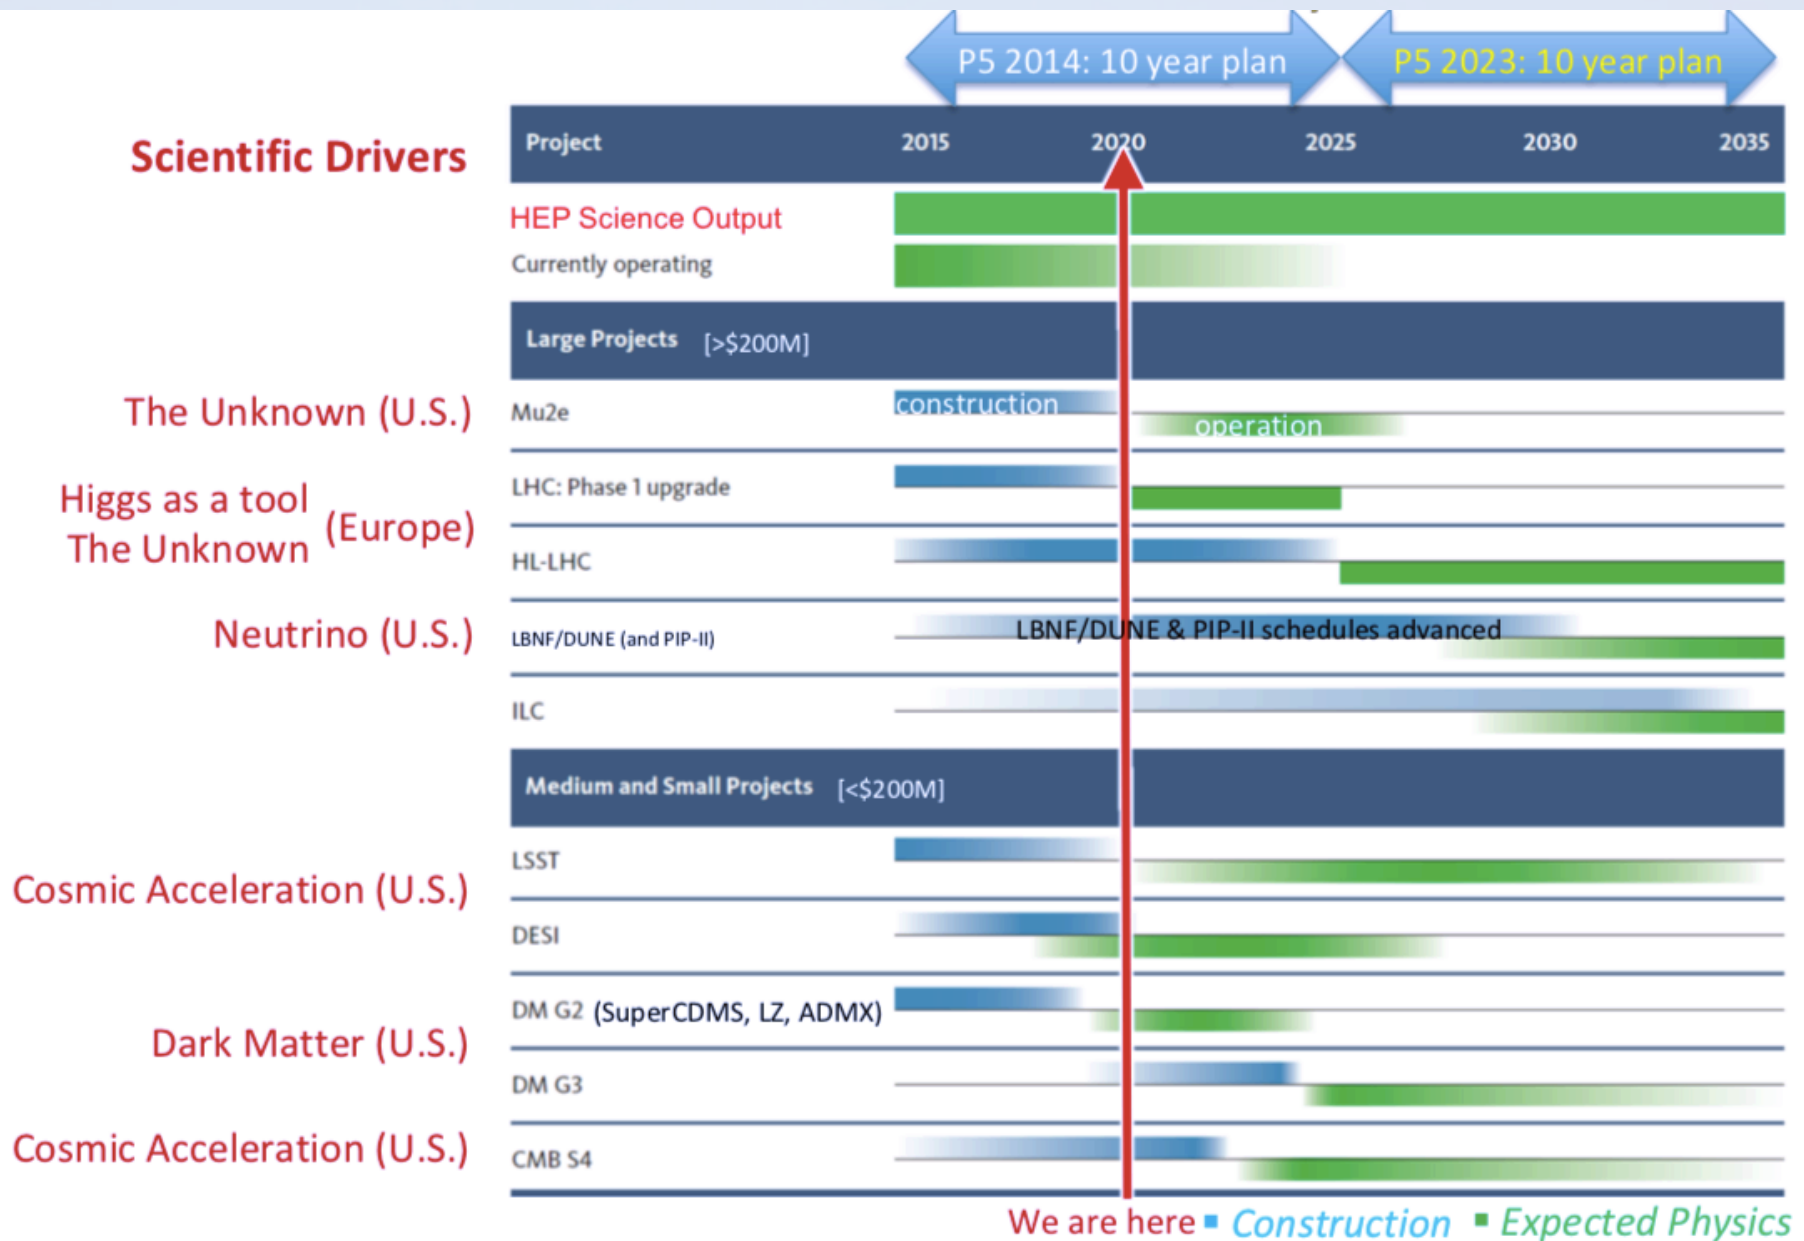 P5 2014: 10 year plan
P5 2023: 10 year plan
Scientific Drivers
Project 2015 2020 2025 2030 2035
HEP Science Output
Currently operating
Large Projects [>$200M]
The Unknown (U.S.)
Mu2e
construction
operation
Higgs as a tool
The Unknown
(Europe)
LHC: Phase 1 upgrade
HL-LHC
Neutrino (U.S.)
LBNF/DUNE (and PIP-II)
LBNF/DUNE & PIP-II schedules advanced
ILC
Medium and Small Projects [<$200M]
LSST
Cosmic Acceleration (U.S.)
DESI
DM G2 (SuperCDMS, LZ, ADMX)
Dark Matter (U.S.)
DM G3
Cosmic Acceleration (U.S.)
CMB S4
We are here
Construction
Expected Physics